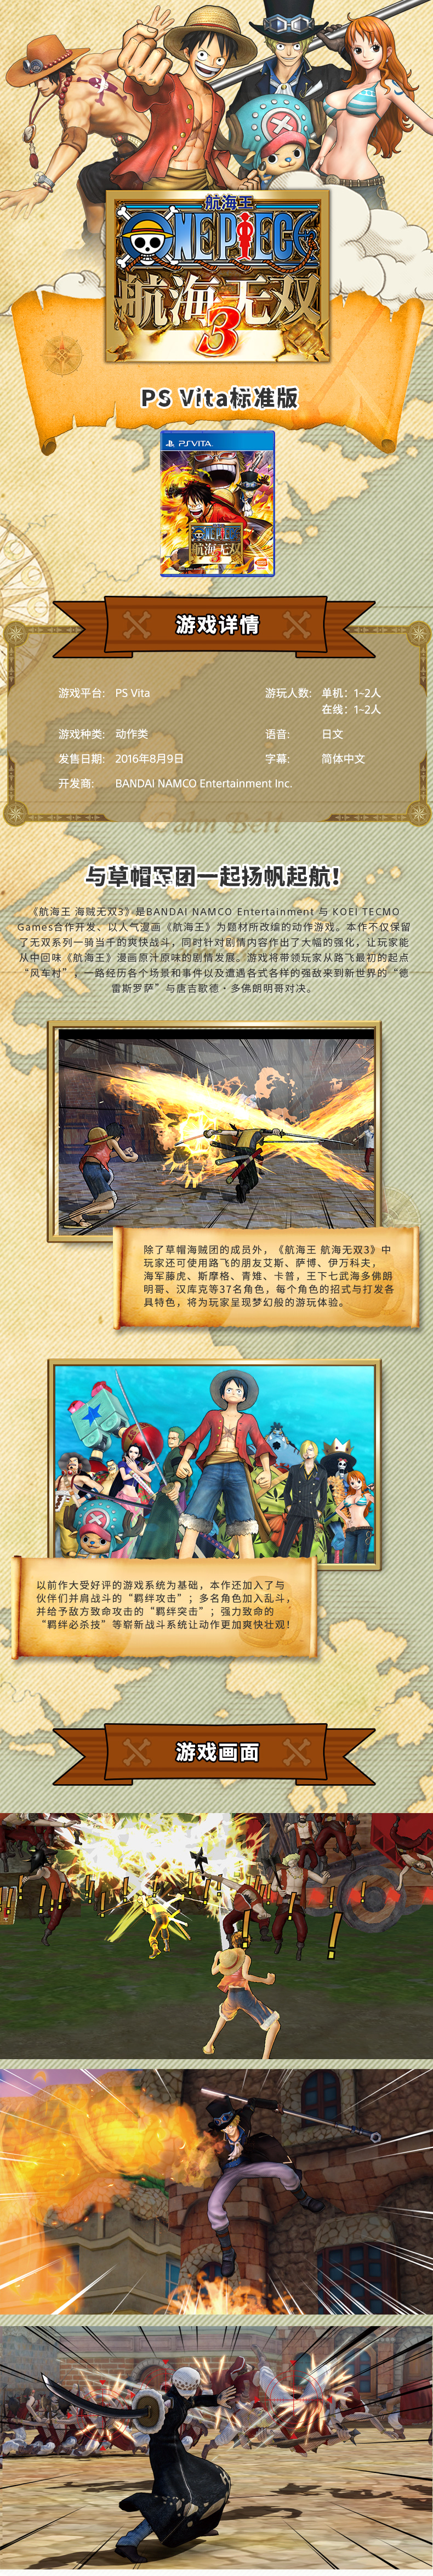 航海王
ONE PIECE
航海无双
3
PS Vita标准版
PSVITA
ONE PIECE
航海无双
3
游戏详情
游戏平台: PS Vita
游玩人数: 单机: 1~2人
在线: 1~2人
游戏种类: 动作类
语音: 日文
发售日期: 2016年8月9日
字幕: 简体中文
开发商: BANDAI NAMCO Entertainment Inc.
与草帽军团一起扬帆起航!
《航海王 海贼无双3》是BANDAI NAMCO Entertainment 与 KOEI TECMO
Games合作开发、以人气漫画《航海王》为题材所改编的动作游戏。本作不仅保留
了无双系列一骑当千的爽快战斗，同时针对剧情内容作出了大幅的强化，让玩家能
从中回味《航海王》漫画原汁原味的剧情发展。游戏将带领玩家从路飞最初的起点
“风车村”，一路经历各个场景和事件以及遭遇各式各样的强敌来到新世界的“德
雷斯罗萨”与唐吉歌德·多佛朗明哥对决。
除了草帽海贼团的成员外，《航海王 航海无双3》中
玩家还可使用路飞的朋友艾斯、萨博、伊万科夫，
海军藤虎、斯摩格、青雉、卡普，王下七武海多佛朗
明哥、汉库克等37名角色，每个角色的招式与打发各
具特色，将为玩家呈现梦幻般的游玩体验。
以前作大受好评的游戏系统为基础，本作还加入了与
伙伴们并肩战斗的“羁绊攻击”；多名角色加入乱斗，
并给予敌方致命攻击的“羁绊突击”；强力致命的
“羁绊必杀技”等崭新战斗系统让动作更加爽快壮观！
游戏画面